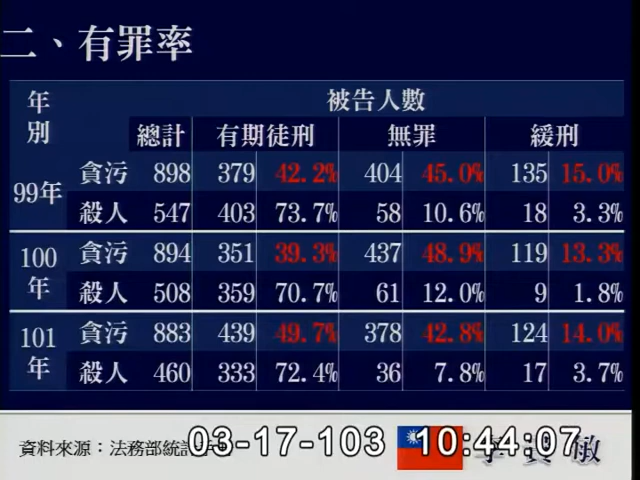 二、有罪率
年別 被告人數
總計 有期徒刑 無罪 緩刑
99年 貪污 898 379 42.2% 404 45.0% 135 15.0%
殺人 547 403 73.7% 58 10.6% 18 3.3%
100年 貪污 894 351 39.3% 437 48.9% 119 13.3%
殺人 508 359 70.7% 61 12.0% 9 1.8%
101年 貪污 883 439 49.7% 378 42.8% 124 14.0%
殺人 460 333 72.4% 36 7.8% 17 3.7%
資料來源：法務部統計
03-17-103 10:44:07
敏